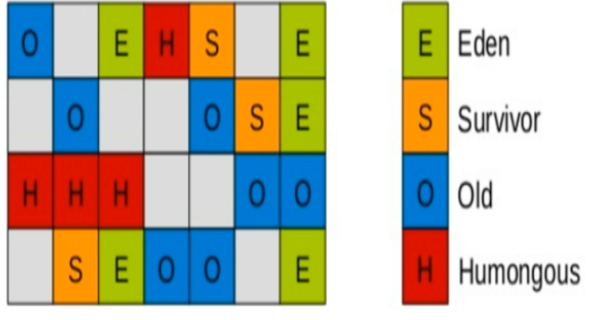 O E H S E
O O S E
H H H O O
S E O O E
E Eden
S Survivor
O Old
H Humongous